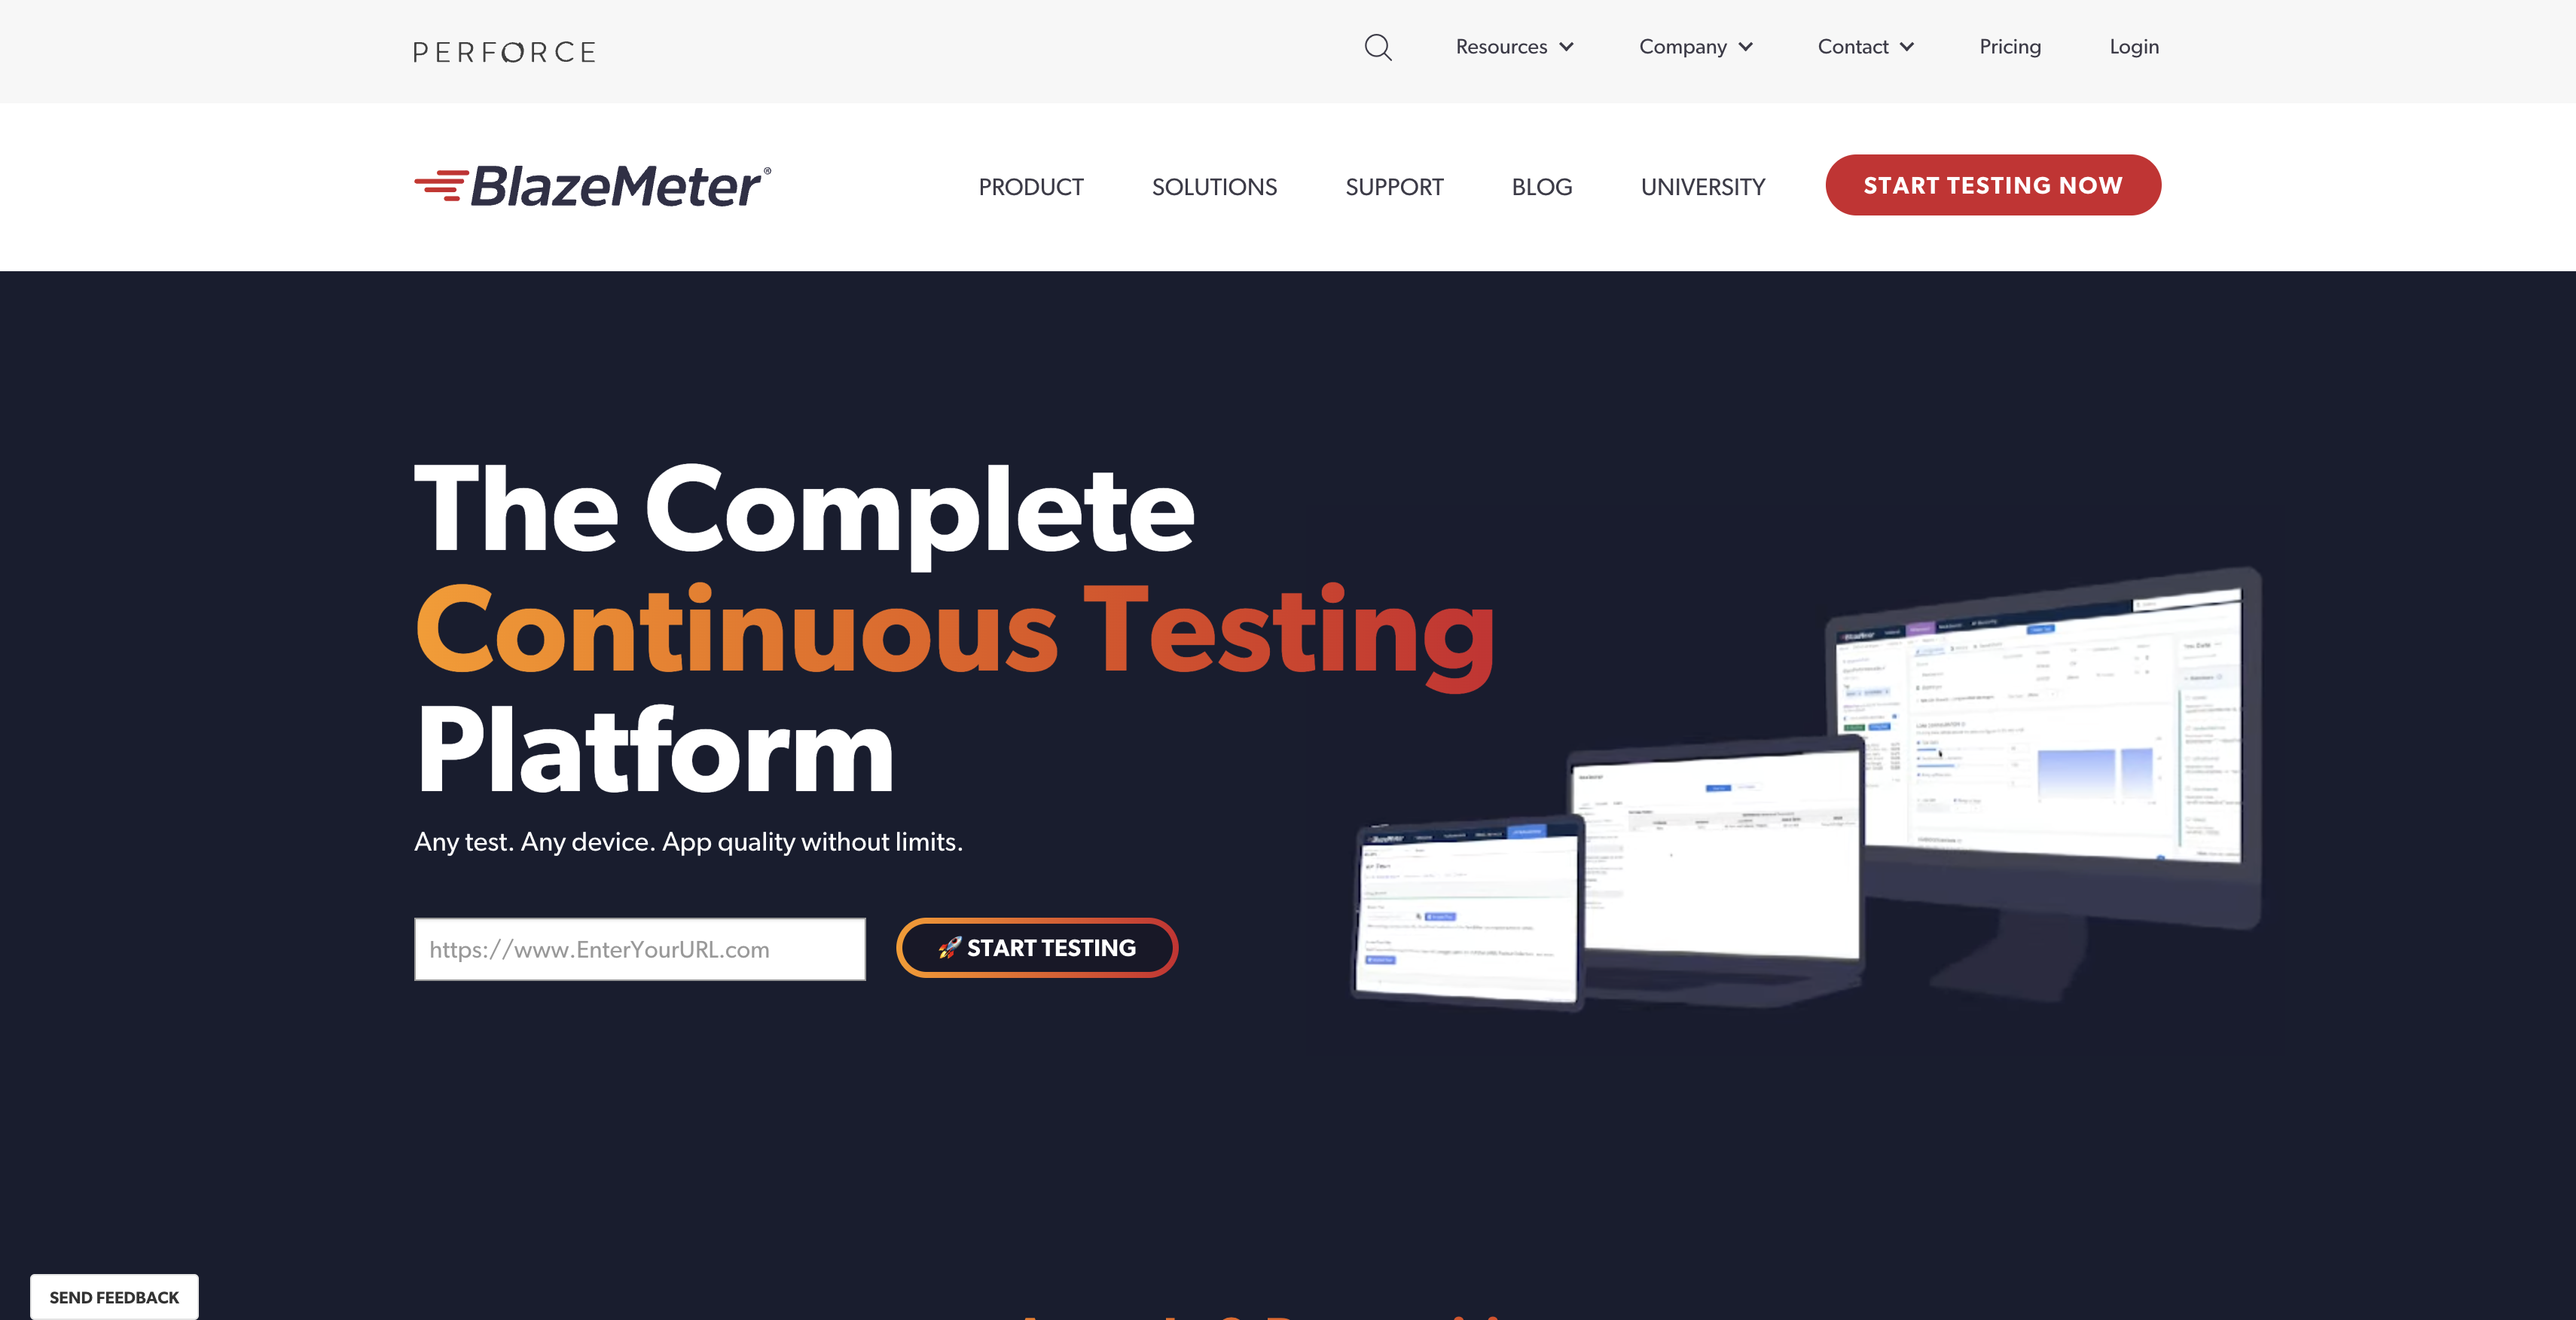 PERFORCE
Resources
Company
Contact
Pricing
Login
BlazeMeter®
PRODUCT
SOLUTIONS
SUPPORT
BLOG
UNIVERSITY
START TESTING NOW
The Complete
Continuous Testing
Platform
Any test. Any device. App quality without limits.
https://www.EnterYourURL.com
🚀 START TESTING
BlazeMeter
SEND FEEDBACK